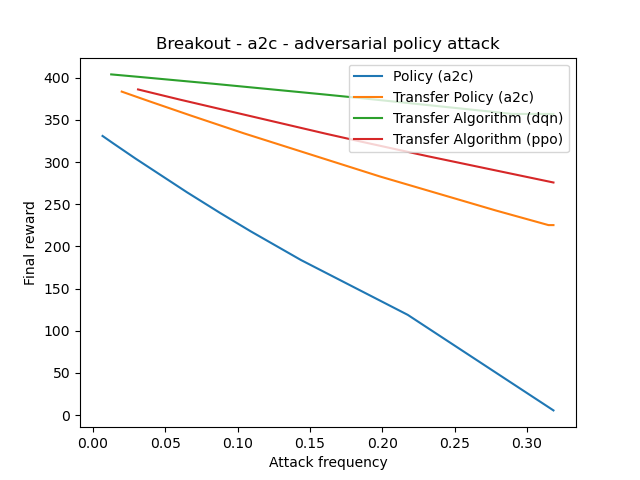 Breakout - a2c - adversarial policy attack
Policy (a2c)
Transfer Policy (a2c)
Transfer Algorithm (dqn)
Transfer Algorithm (ppo)
Final reward
400
350
300
250
200
150
100
50
0
0.00 0.05 0.10 0.15 0.20 0.25 0.30
Attack frequency